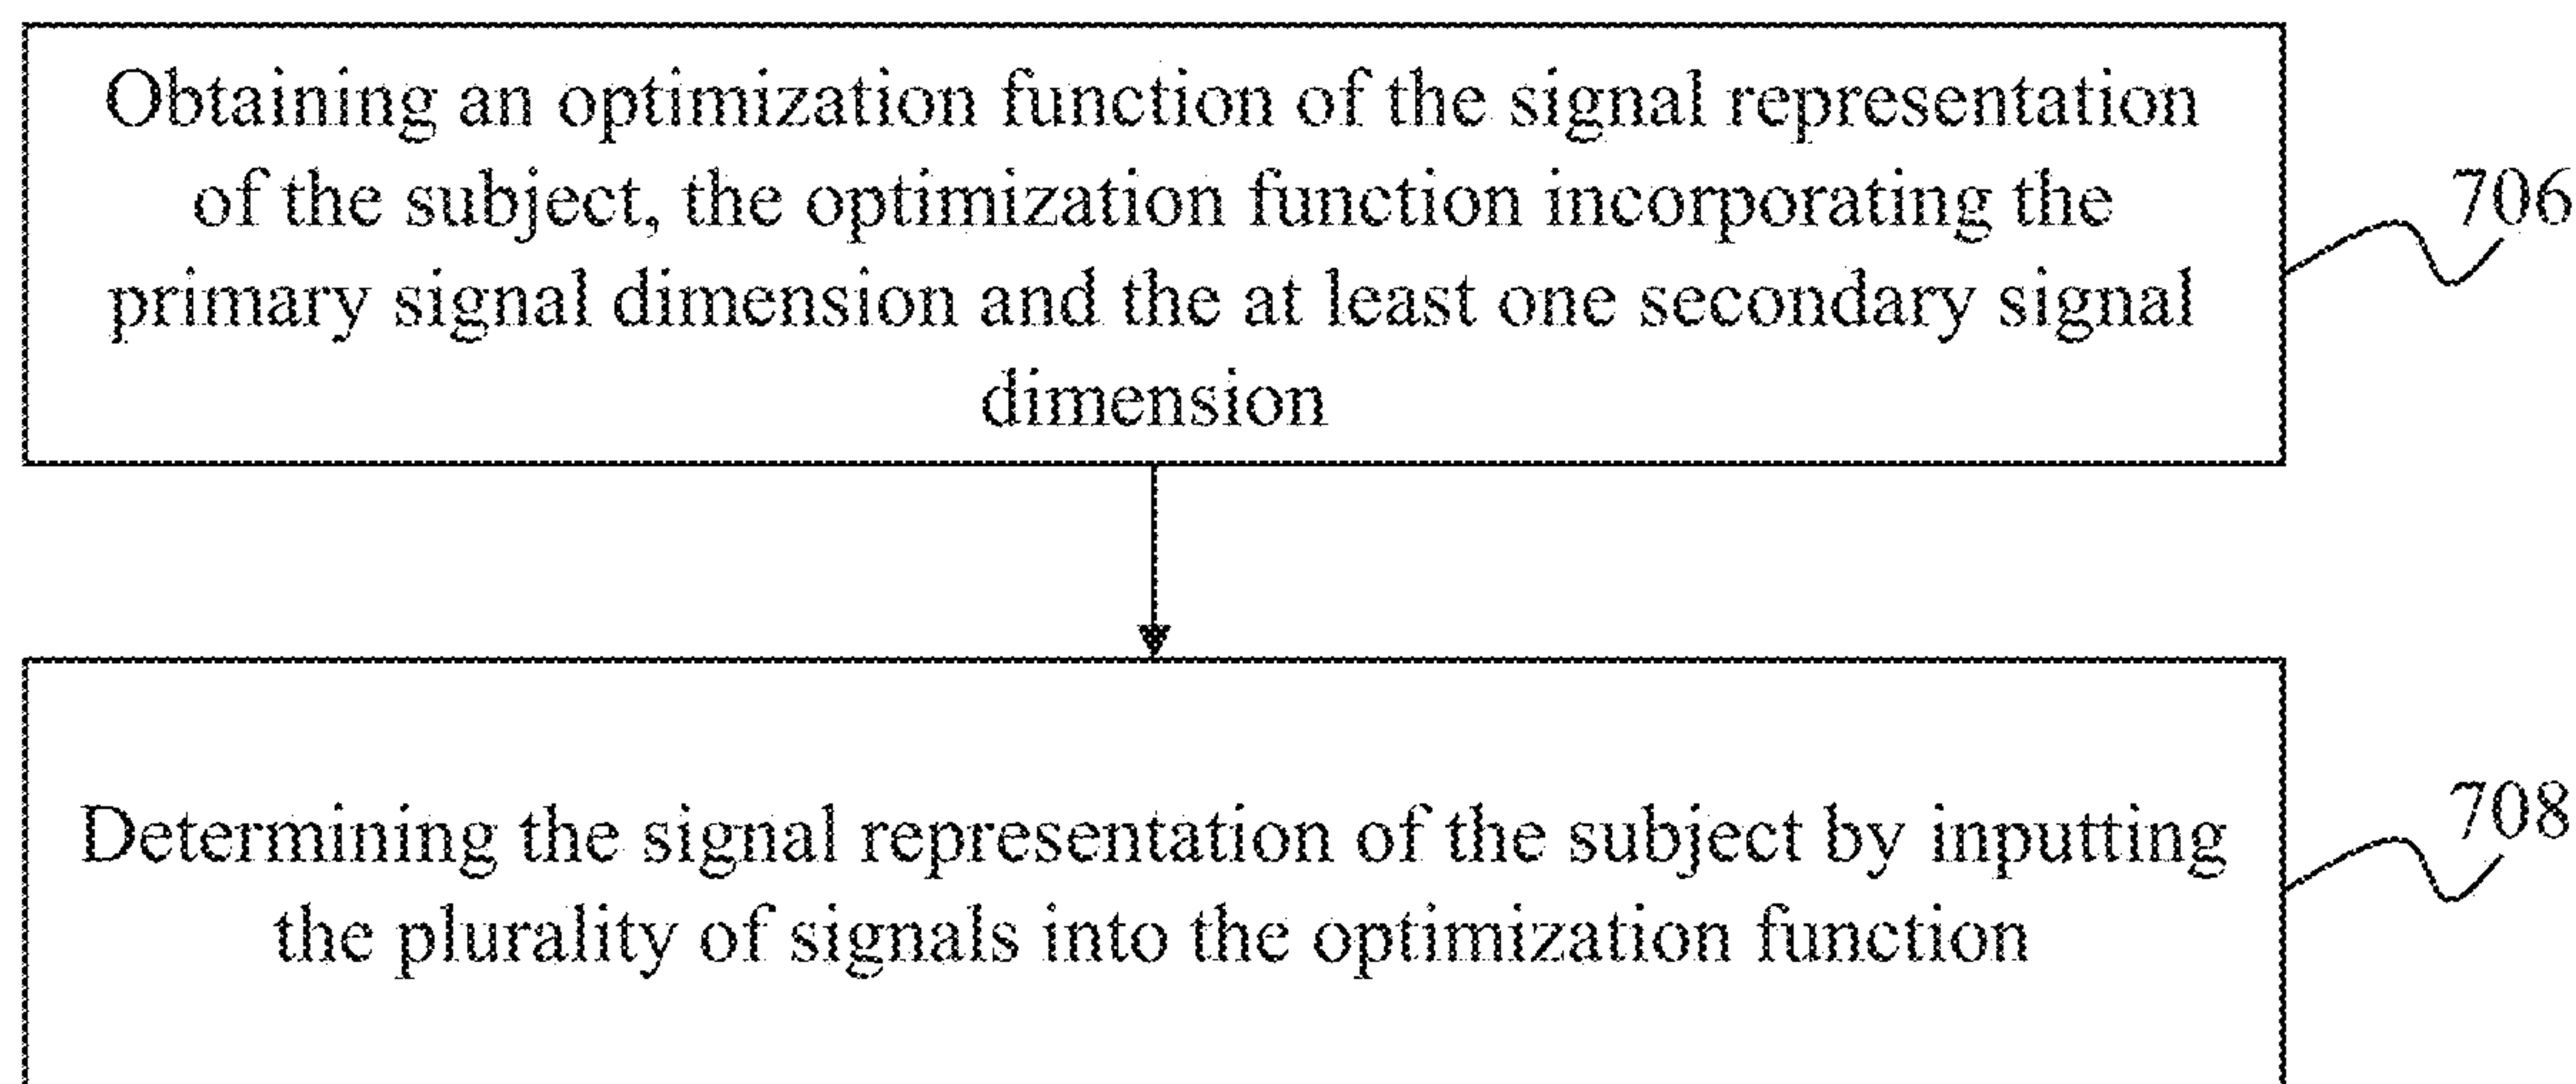 Obtaining an optimization function of the signal representation
of the subject, the optimization function incorporating the
primary signal dimension and the at least one secondary signal
dimension
706
Determining the signal representation of the subject by inputting
the plurality of signals into the optimization function
708